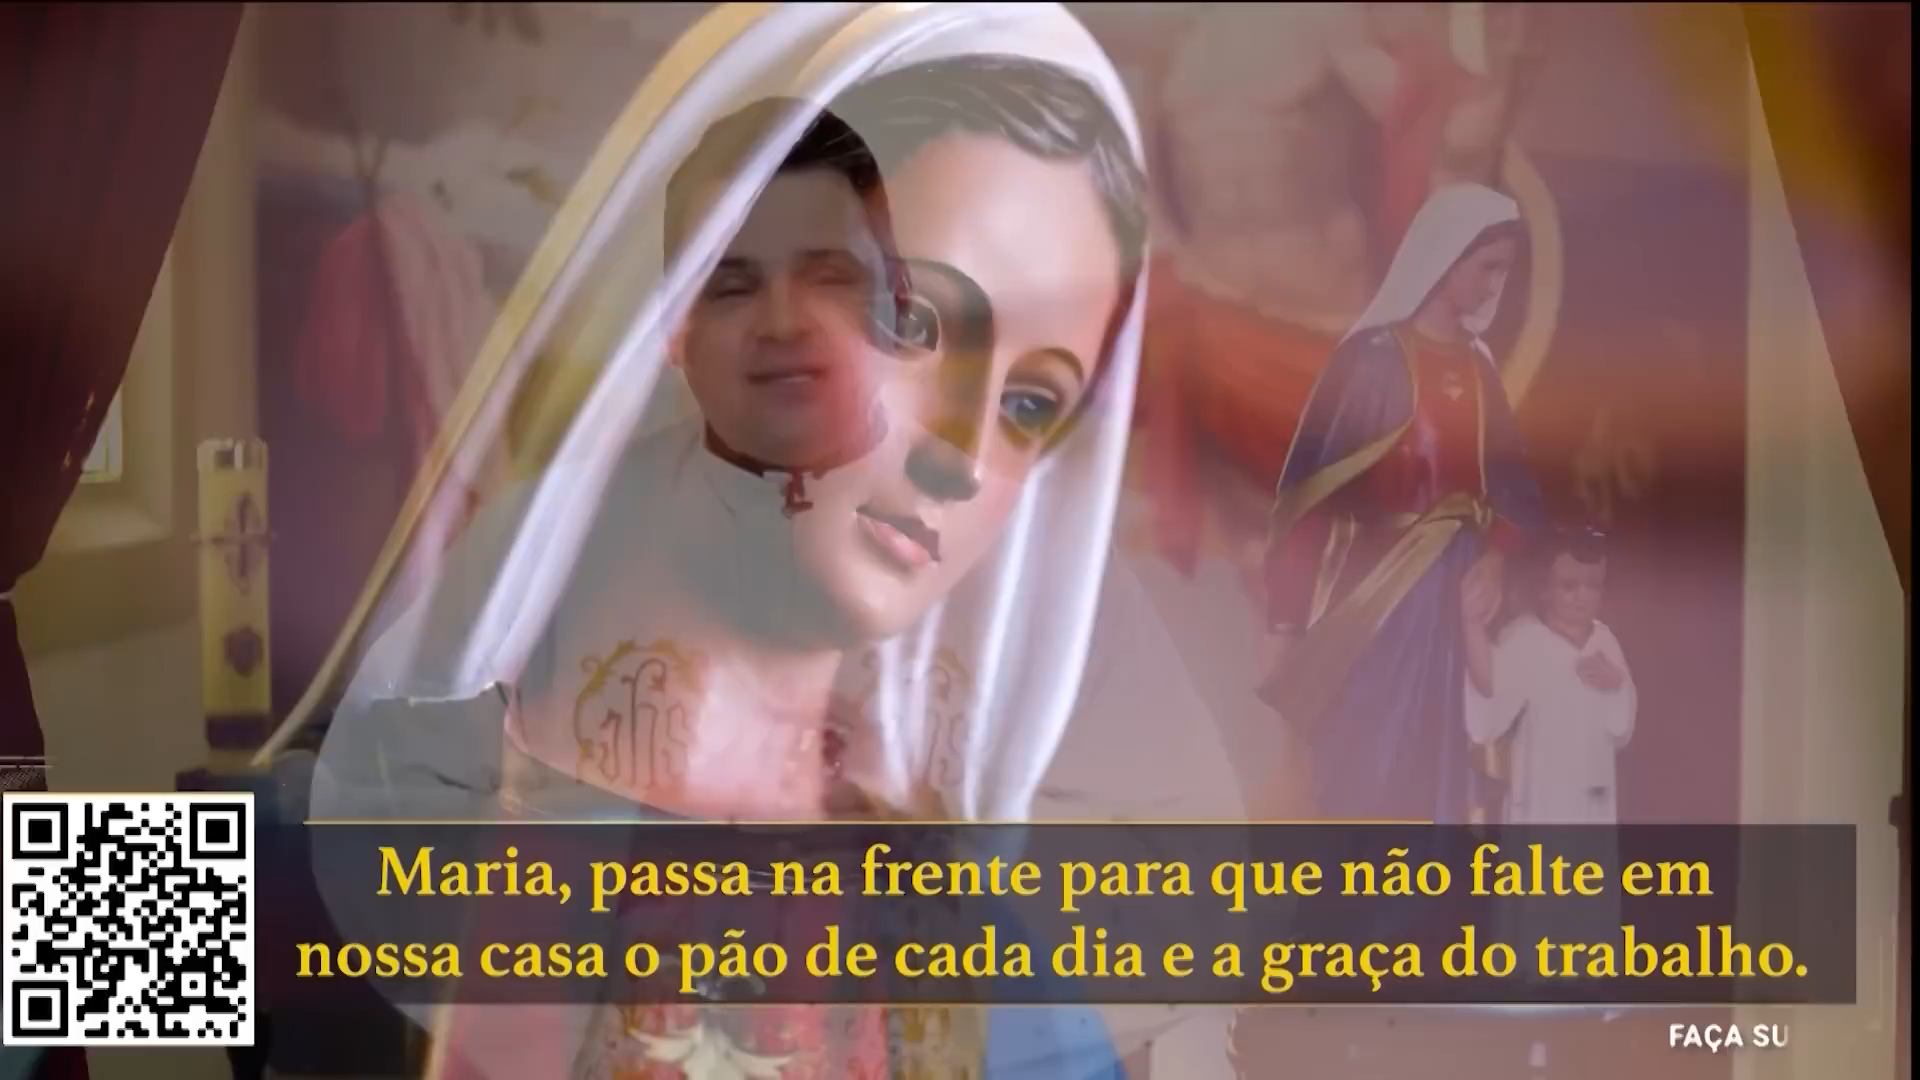 Maria, passa na frente para que não falte em
nossa casa o pão de cada dia e a graça do trabalho.
FAÇA SU